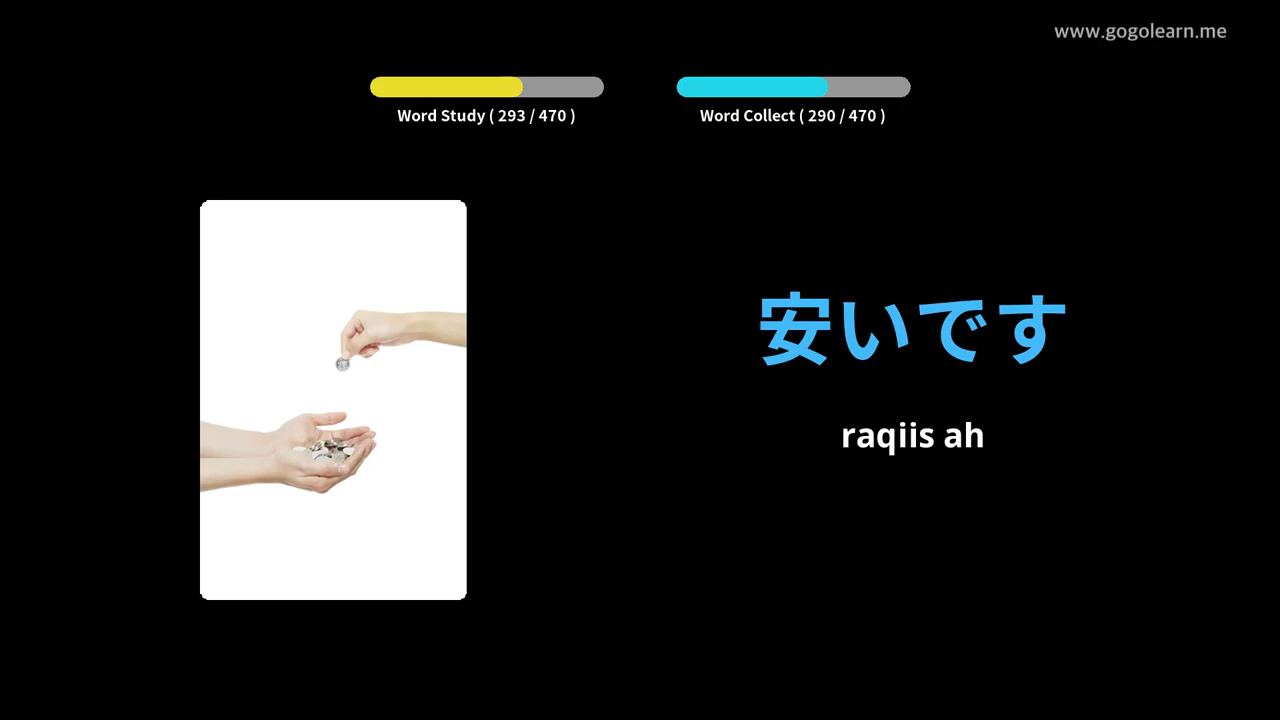 www.gogolearn.me
Word Study ( 293 / 470 )
Word Collect ( 290 / 470 )
安いです
raqiis ah